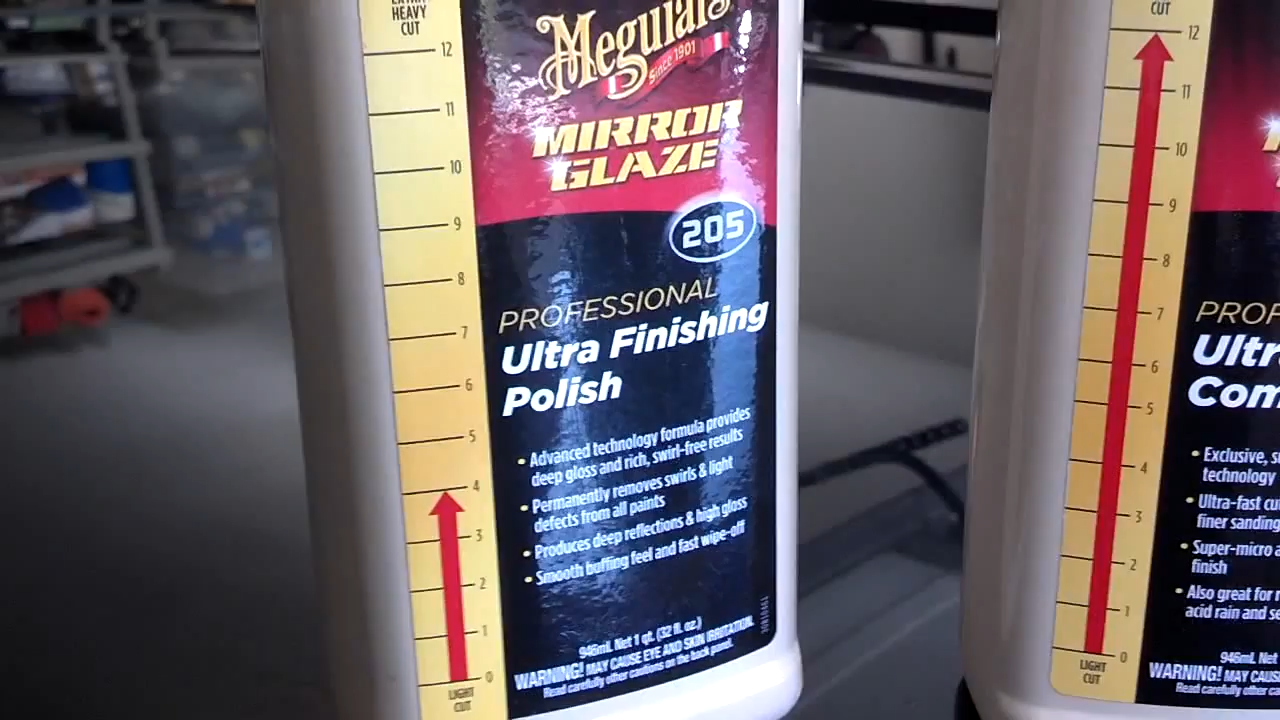 EXTRA
HEAVY
CUT
12
11
10
9
8
7
6
5
4
3
2
1
0
LIGHT
CUT
Meguiar's
Since 1901
MIRROR
GLAZE
205
PROFESSIONAL
Ultra Finishing
Polish
• Advanced technology formula provides
deep gloss and rich, swirl-free results
• Permanently removes swirls & light
defects from all paints
• Produces deep reflections & high gloss
• Smooth buffing feel and fast wipe-off
946mL Net 1 qt. (32 fl. oz.)
WARNING! MAY CAUSE EYE AND SKIN IRRITATION.
Read carefully other cautions on the back panel.
CUT
12
11
10
9
8
7
6
5
4
3
2
1
0
LIGHT
CUT
PROF
Ultr
Com
• Exclusive, s
technology
• Ultra-fast cu
finer sanding
• Super-micro a
finish
• Also great for r
acid rain and se
946mL Net
WARNING! MAY CAUS
Read carefully other ca